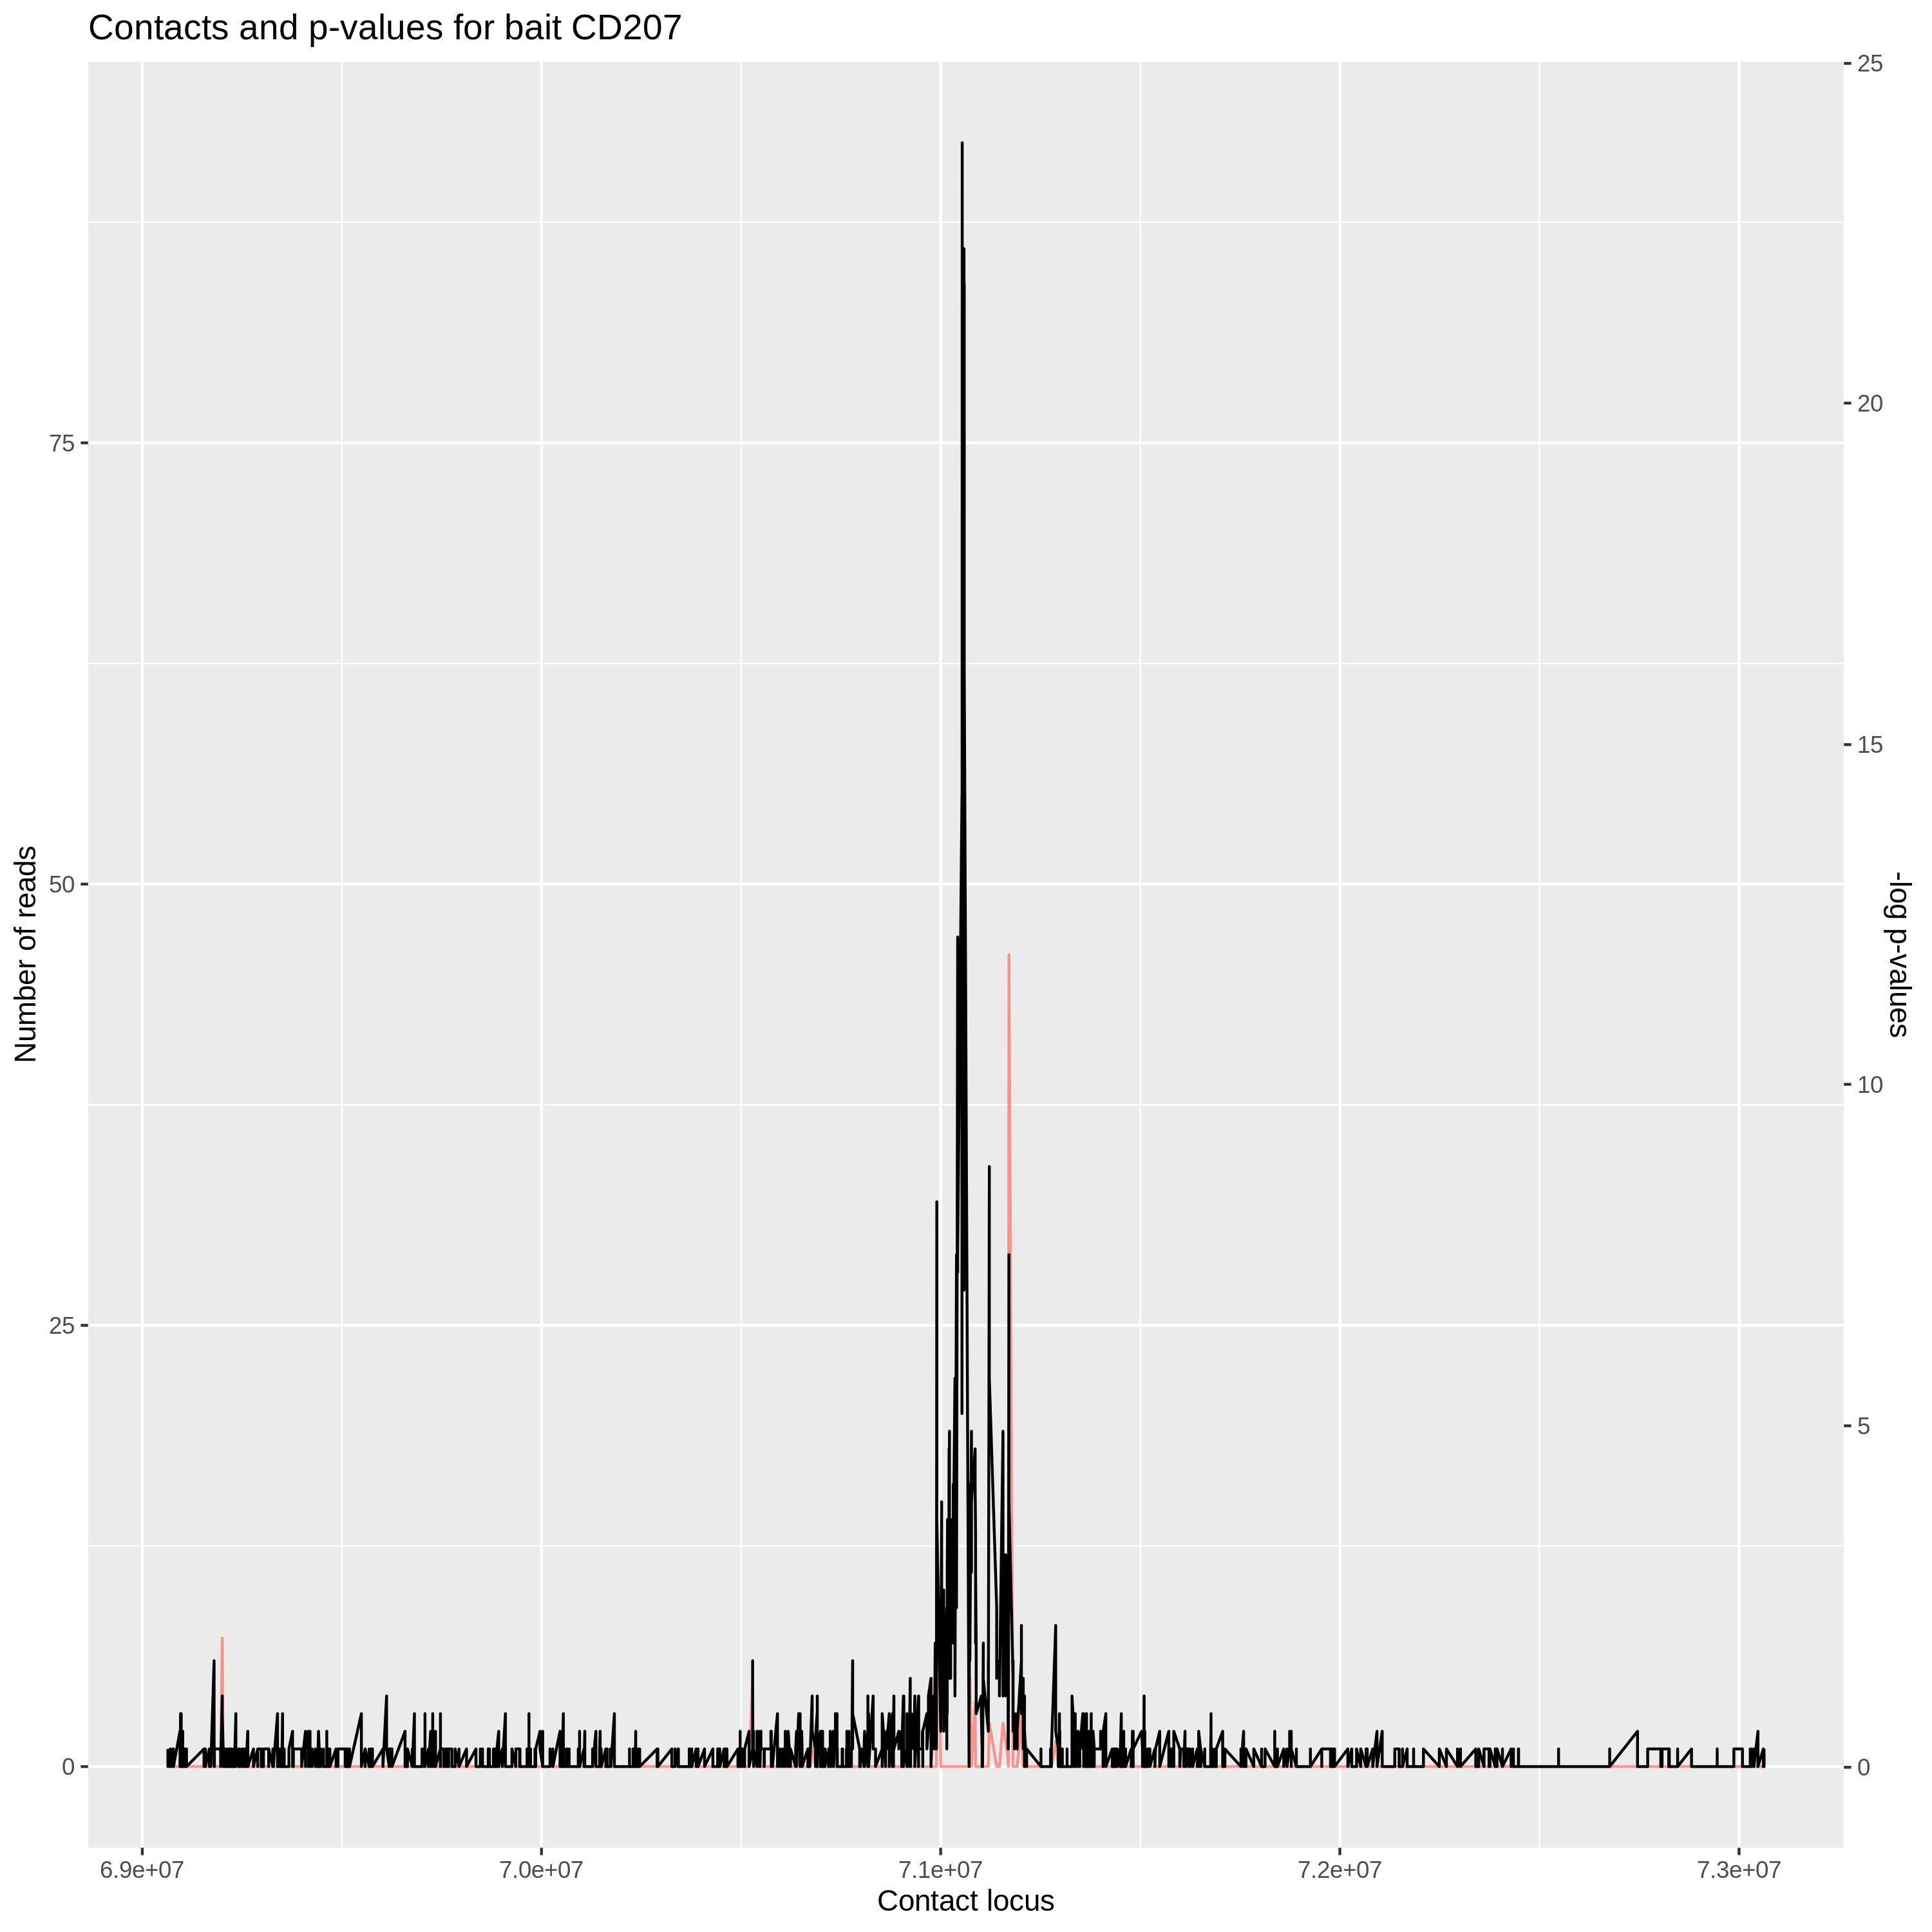 Contacts and p-values for bait CD207
25
20
15
10
5
0
75
50
25
0
Number of reads
-log p-values
6.9e+07 7.0e+07 7.1e+07 7.2e+07 7.3e+07
Contact locus